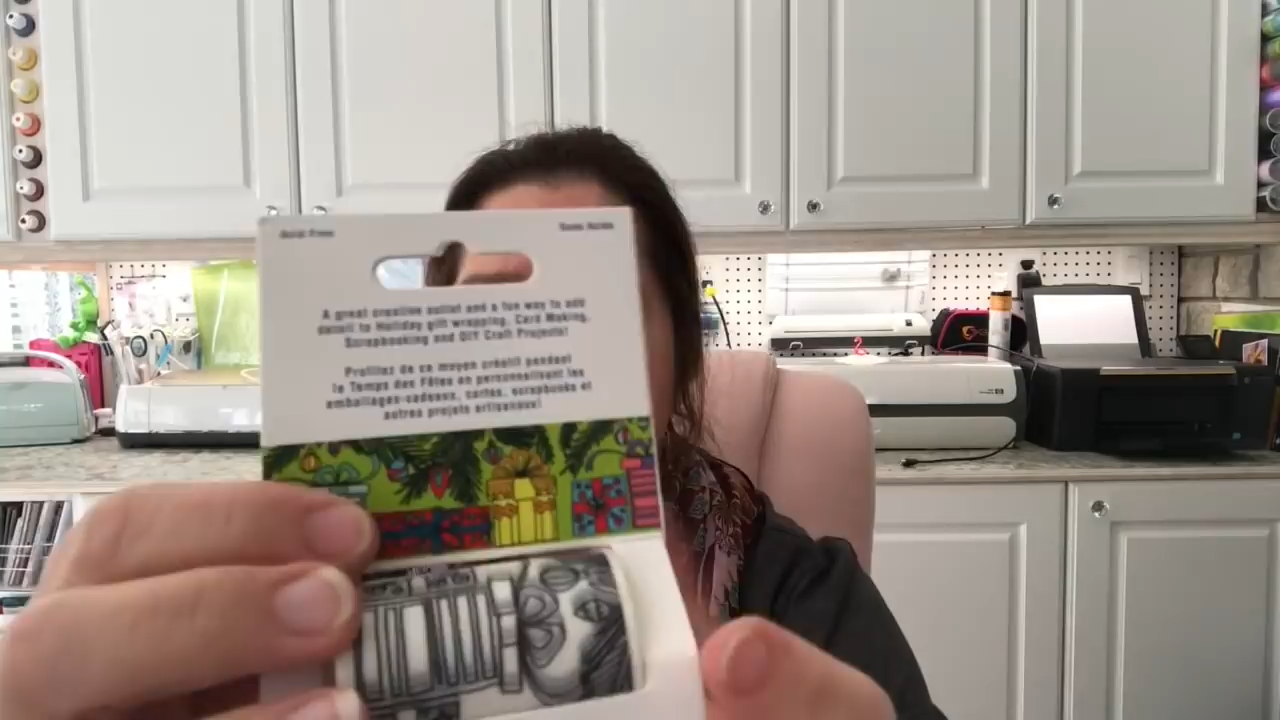 Acid Free
A great creative outlet and a fun way to add
detail to Holiday gift wrapping, Card Making,
Scrapbooking and DIY Craft Projects!
Profitez de ce moyen créatif pendant
le Temps des Fêtes en personnalisant les
emballages-cadeaux, cartes, scrapbooks et
autres projets artisanaux!